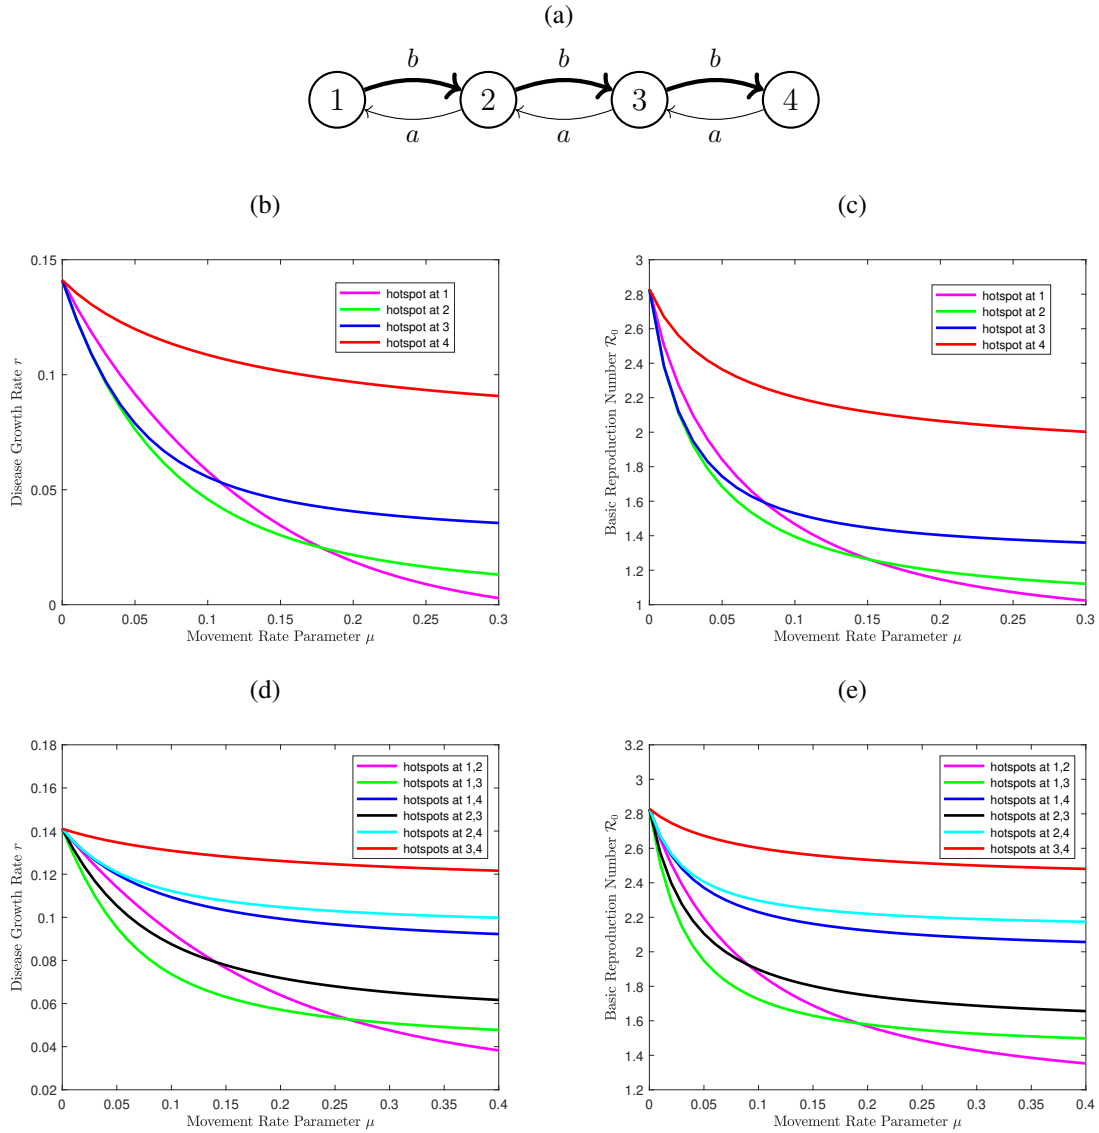 (a)
b b b
1 2 3 4
a a a
(b)
0.15
0.1
0.05
0
Disease Growth Rate r
hotspot at 1
hotspot at 2
hotspot at 3
hotspot at 4
0 0.05 0.1 0.15 0.2 0.25 0.3
Movement Rate Parameter μ
(c)
3
2.8
2.6
2.4
2.2
2
1.8
1.6
1.4
1.2
1
Basic Reproduction Number R₀
hotspot at 1
hotspot at 2
hotspot at 3
hotspot at 4
0 0.05 0.1 0.15 0.2 0.25 0.3
Movement Rate Parameter μ
(d)
0.18
0.16
0.14
0.12
0.1
0.08
0.06
0.04
0.02
Disease Growth Rate r
hotspots at 1,2
hotspots at 1,3
hotspots at 1,4
hotspots at 2,3
hotspots at 2,4
hotspots at 3,4
0 0.05 0.1 0.15 0.2 0.25 0.3 0.35 0.4
Movement Rate Parameter μ
(e)
3.2
3
2.8
2.6
2.4
2.2
2
1.8
1.6
1.4
1.2
Basic Reproduction Number R₀
hotspots at 1,2
hotspots at 1,3
hotspots at 1,4
hotspots at 2,3
hotspots at 2,4
hotspots at 3,4
0 0.05 0.1 0.15 0.2 0.25 0.3 0.35 0.4
Movement Rate Parameter μ